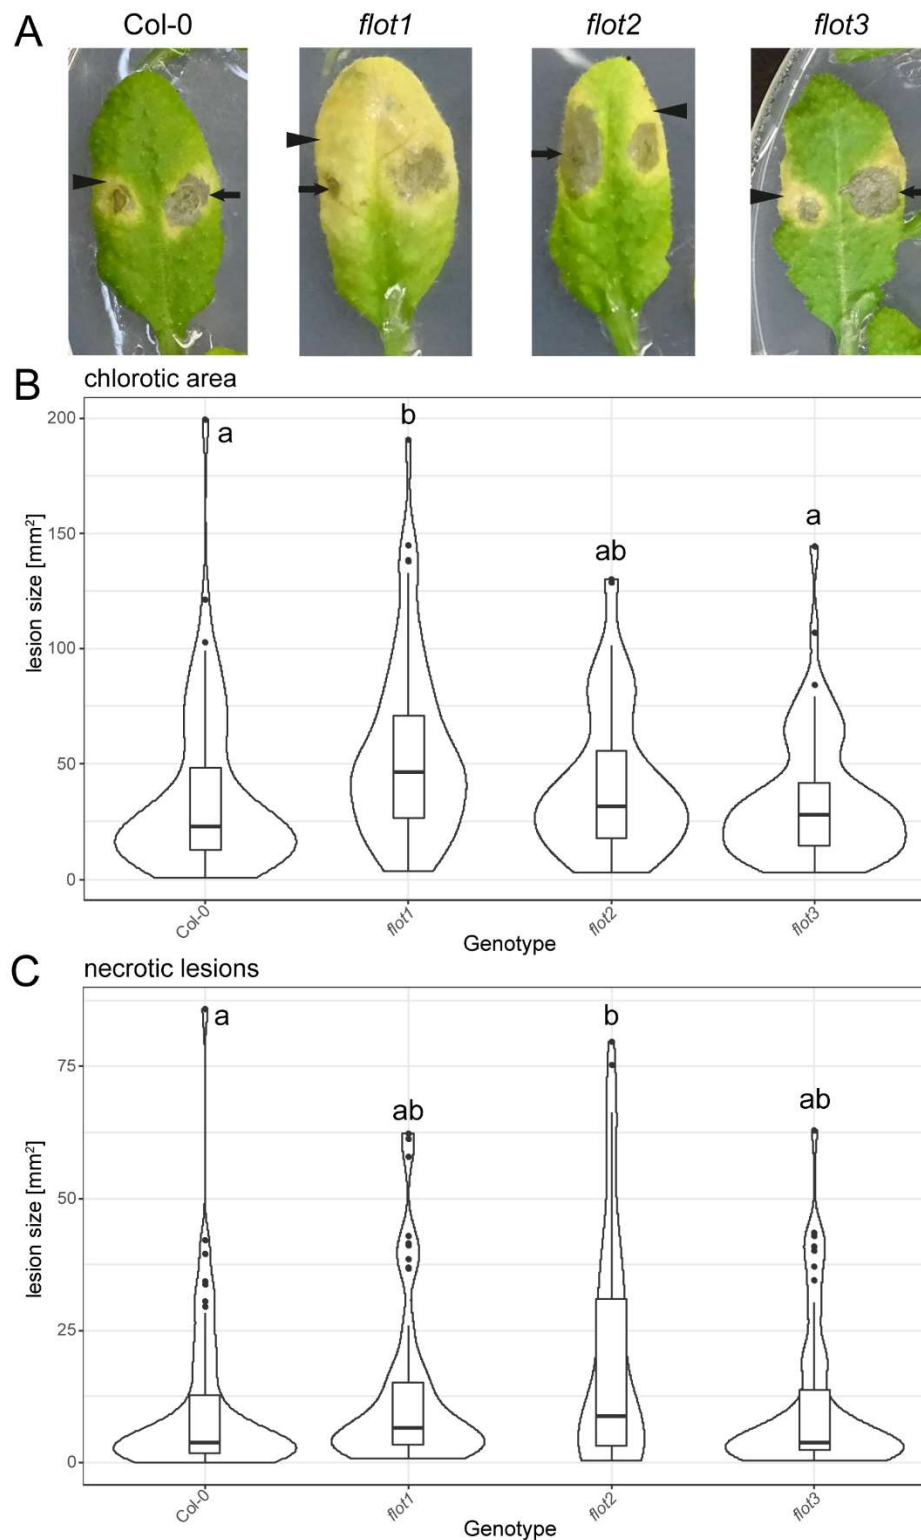 A
Col-0 flot1 flot2 flot3
B
chlorotic area
lesion size [mm²]
200
150
100
50
0
a
b
ab
a
Col-0 flot1 flot2 flot3
Genotype
C
necrotic lesions
lesion size [mm²]
75
50
25
0
a
ab
b
ab
Col-0 flot1 flot2 flot3
Genotype